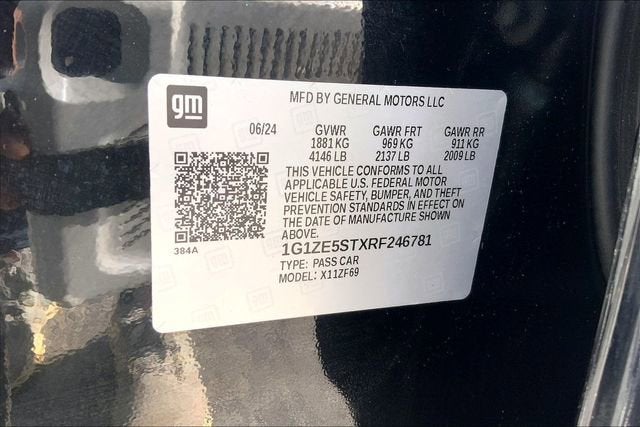 gm
MFD BY GENERAL MOTORS LLC
06/24 GVWR GAWR FRT GAWR RR
1881 KG 969 KG 911 KG
4146 LB 2137 LB 2009 LB
THIS VEHICLE CONFORMS TO ALL
APPLICABLE U.S. FEDERAL MOTOR
VEHICLE SAFETY, BUMPER, AND THEFT
PREVENTION STANDARDS IN EFFECT ON
THE DATE OF MANUFACTURE SHOWN
ABOVE.
384A
1G1ZE5STXRF246781
TYPE: PASS CAR
MODEL: X11ZF69